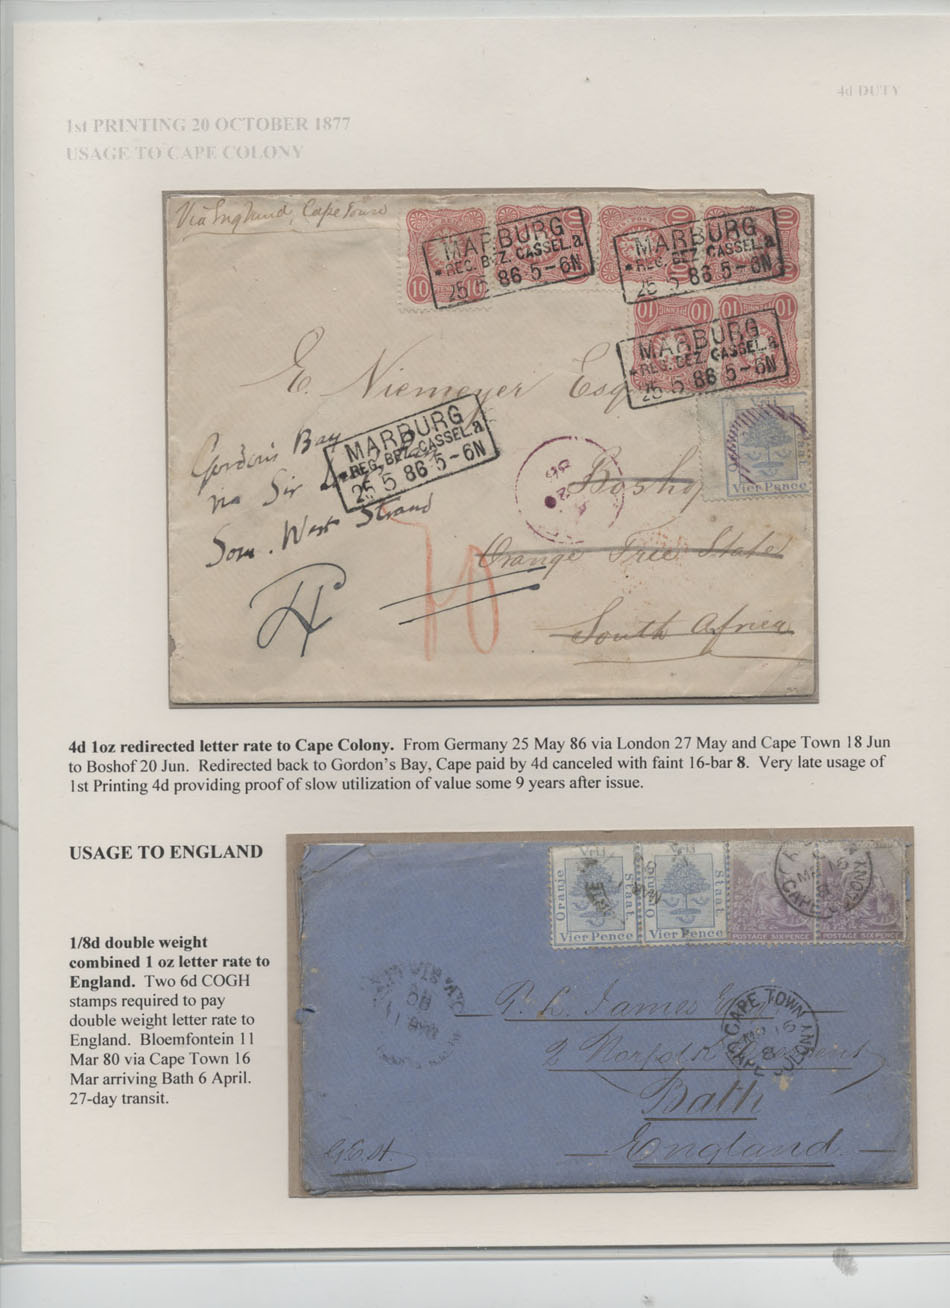 4d DUTY
1st PRINTING 20 OCTOBER 1877
USAGE TO CAPE COLONY
Via England, Cape Town
MARBURG
*REG. BEZ. CASSEL.a
25 5 86 5-6N
MARBURG
*REG. BEZ. CASSEL.a
25 5 86 5-6N
MARBURG
*REG. BEZ. CASSEL.a
25 5 86 5-6N
10 10
Vrij
Staat
Vier Pence
E. Niemeyer Esq
MARBURG
*REG. BEZ. CASSEL.a
25 5 86 5-6N
Gordon's Bay
via Sir
Som. West Strand
Orange Free State
South Africa
70
4d 1oz redirected letter rate to Cape Colony. From Germany 25 May 86 via London 27 May and Cape Town 18 Jun
to Boshof 20 Jun. Redirected back to Gordon's Bay, Cape paid by 4d canceled with faint 16-bar 8. Very late usage of
1st Printing 4d providing proof of slow utilization of value some 9 years after issue.
USAGE TO ENGLAND
1/8d double weight
combined 1 oz letter rate to
England. Two 6d COGH
stamps required to pay
double weight letter rate to
England. Bloemfontein 11
Mar 80 via Cape Town 16
Mar arriving Bath 6 April.
27-day transit.
Oranje Vrij Staat
Vier Pence
Oranje Vrij Staat
Vier Pence
POSTAGE SIXPENCE
POSTAGE SIXPENCE
R. L. James Esq
CAPE TOWN
CAPE COLONY
MR 16
2 Norfolk Crescent
Bath
England